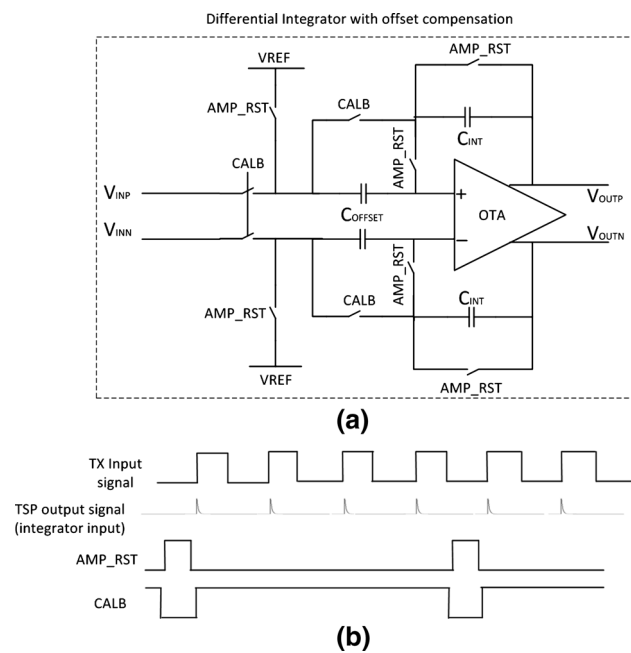 Differential Integrator with offset compensation
VREF
AMP_RST
AMP_RST
CALB
CINT
AMP_RST
CALB
VINP
COFFSET
+
VOUTP
OTA
VINN
−
VOUTN
AMP_RST
AMP_RST
CALB
CINT
VREF
AMP_RST
(a)
TX Input
signal
TSP output signal
(integrator input)
AMP_RST
CALB
(b)